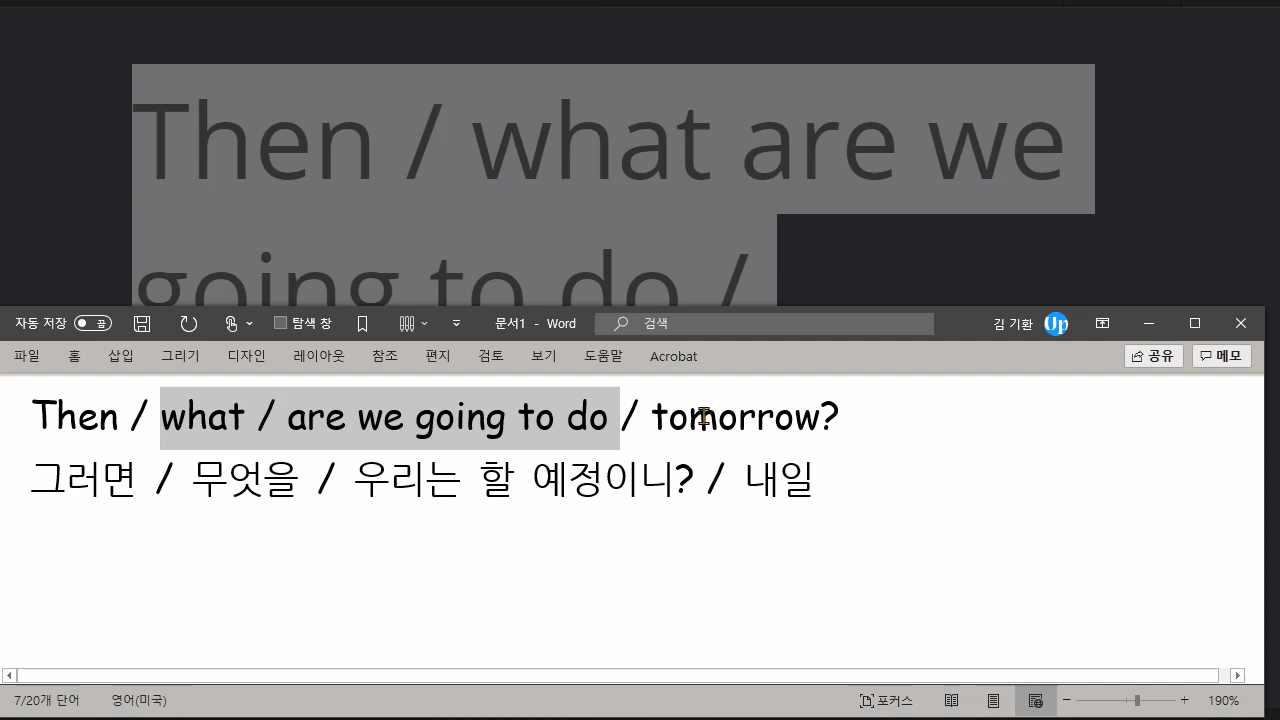 Then / what are we
going to do /
자동 저장 끔 탐색 창 문서1 - Word 검색 김 기환 Up
파일 홈 삽입 그리기 디자인 레이아웃 참조 편지 검토 보기 도움말 Acrobat 공유 메모
Then / what / are we going to do / tomorrow?
그러면 / 무엇을 / 우리는 할 예정이니? / 내일
7/20개 단어 영어(미국) 포커스 190%